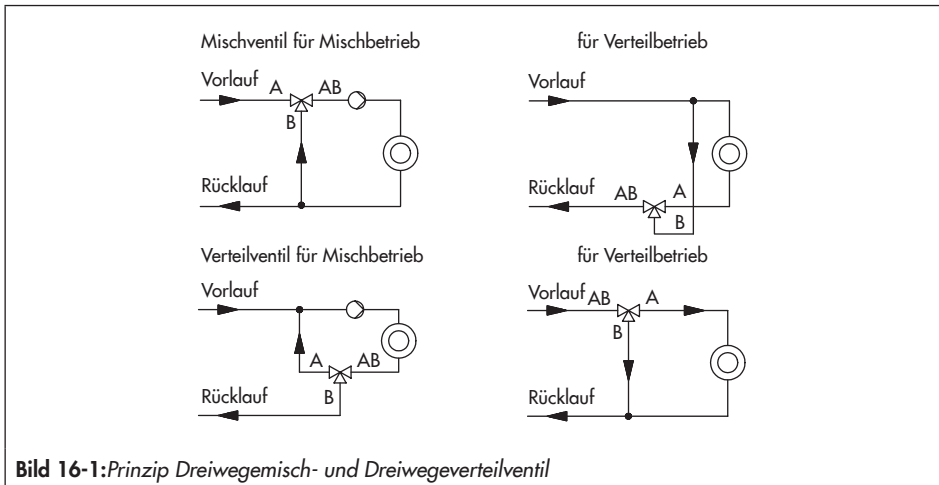 Mischventil für Mischbetrieb
Vorlauf
A
AB
B
Rücklauf
für Verteilbetrieb
Vorlauf
Rücklauf
AB
A
B
Verteilventil für Mischbetrieb
Vorlauf
A
AB
B
Rücklauf
für Verteilbetrieb
Vorlauf
AB
A
B
Rücklauf
Bild 16-1:Prinzip Dreiwegemisch- und Dreiwegeverteilventil